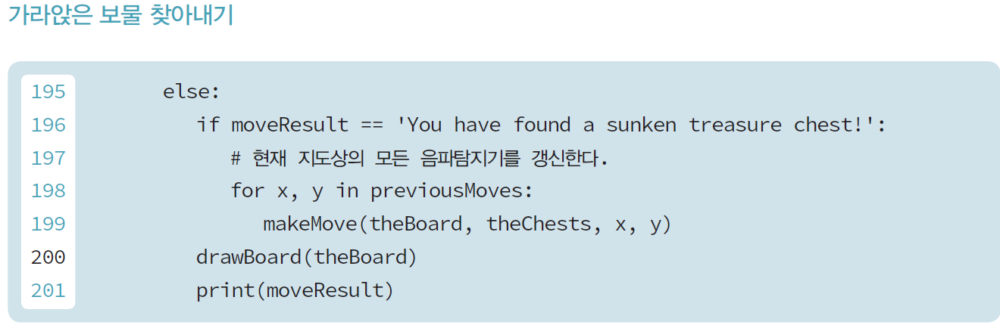 가라앉은 보물 찾아내기
195 else:
196 if moveResult == 'You have found a sunken treasure chest!':
197 # 현재 지도상의 모든 음파탐지기를 갱신한다.
198 for x, y in previousMoves:
199 makeMove(theBoard, theChests, x, y)
200 drawBoard(theBoard)
201 print(moveResult)